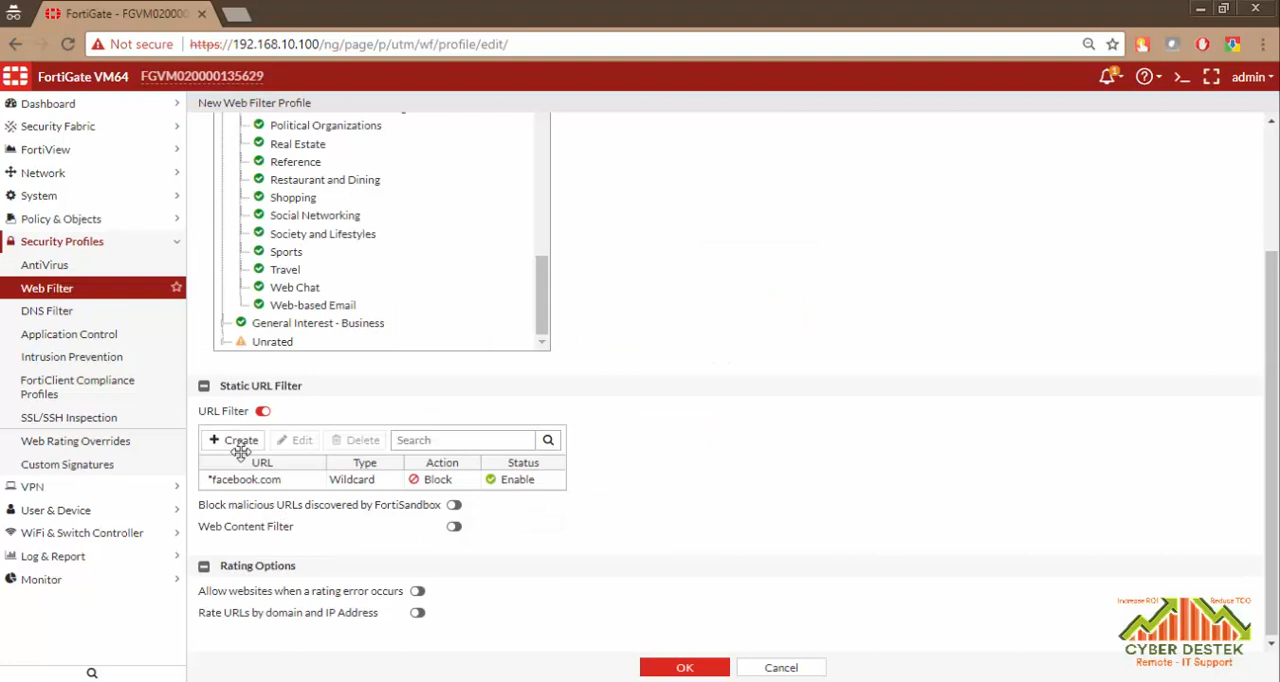 FortiGate - FGVM0200001
Not secure https://192.168.10.100/ng/page/p/utm/wf/profile/edit/
FortiGate VM64 FGVM020000135629
1
admin
Dashboard
Security Fabric
FortiView
Network
System
Policy & Objects
Security Profiles
AntiVirus
Web Filter
DNS Filter
Application Control
Intrusion Prevention
FortiClient Compliance
Profiles
SSL/SSH Inspection
Web Rating Overrides
Custom Signatures
VPN
User & Device
WiFi & Switch Controller
Log & Report
Monitor
New Web Filter Profile
Political Organizations
Real Estate
Reference
Restaurant and Dining
Shopping
Social Networking
Society and Lifestyles
Sports
Travel
Web Chat
Web-based Email
General Interest - Business
Unrated
Static URL Filter
URL Filter
Create Edit Delete Search
URL Type Action Status
*facebook.com Wildcard Block Enable
Block malicious URLs discovered by FortiSandbox
Web Content Filter
Rating Options
Allow websites when a rating error occurs
Rate URLs by domain and IP Address
OK Cancel
Increase ROI Reduse TCO
CYBER DESTEK
Remote - IT Support